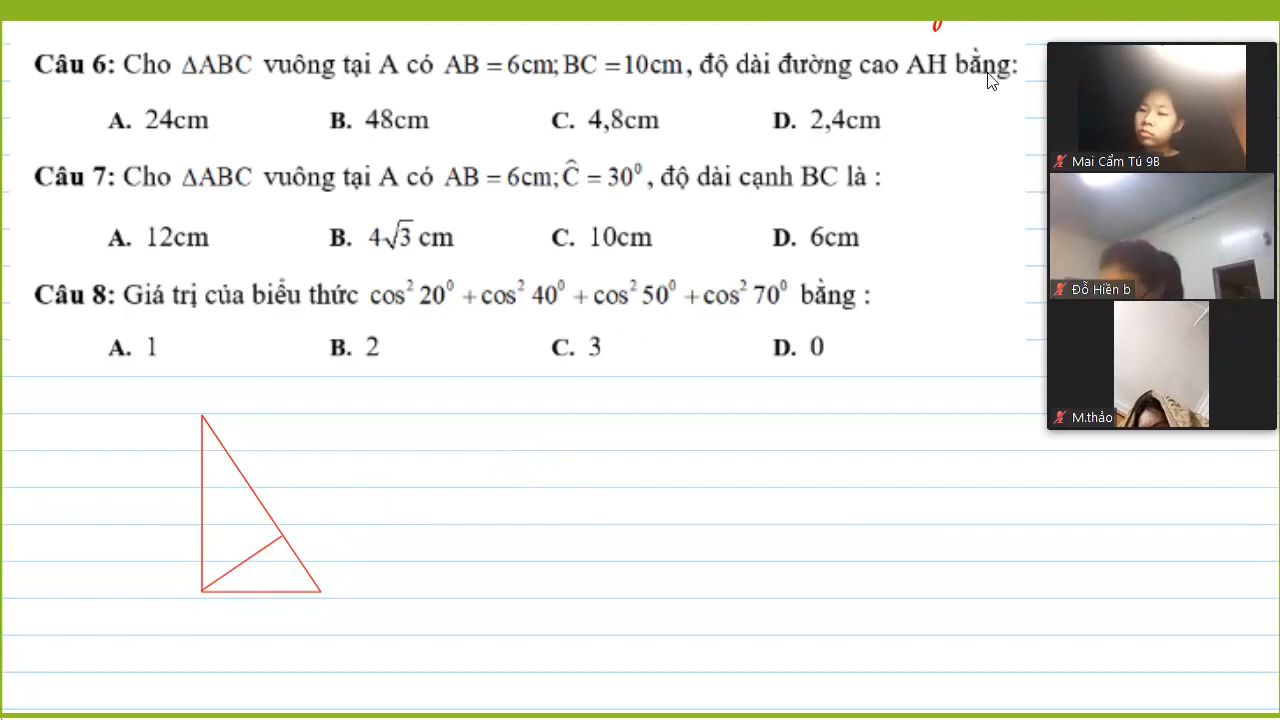 Câu 6: Cho ΔABC vuông tại A có AB = 6cm; BC = 10cm, độ dài đường cao AH bằng:
A. 24cm B. 48cm C. 4,8cm D. 2,4cm
Câu 7: Cho ΔABC vuông tại A có AB = 6cm; Ĉ = 30⁰, độ dài cạnh BC là :
A. 12cm B. 4√3 cm C. 10cm D. 6cm
Câu 8: Giá trị của biểu thức cos² 20⁰ + cos² 40⁰ + cos² 50⁰ + cos² 70⁰ bằng :
A. 1 B. 2 C. 3 D. 0
Mai Cẩm Tú 9B
Đỗ Hiền b
M.thảo